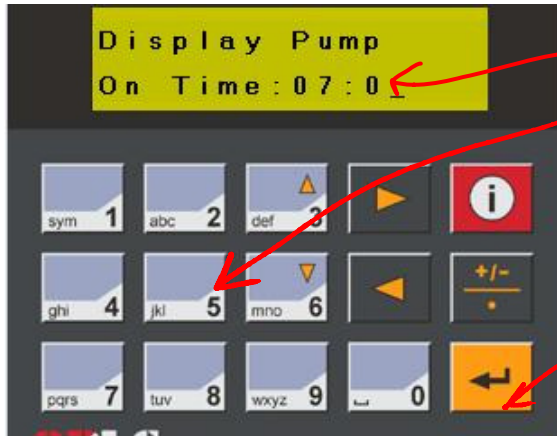 Display Pump
On Time:07:0_
sym 1 abc 2 def 3 i
ghi 4 jkl 5 mno 6 +/- .
pqrs 7 tuv 8 wxyz 9 ⎵ 0